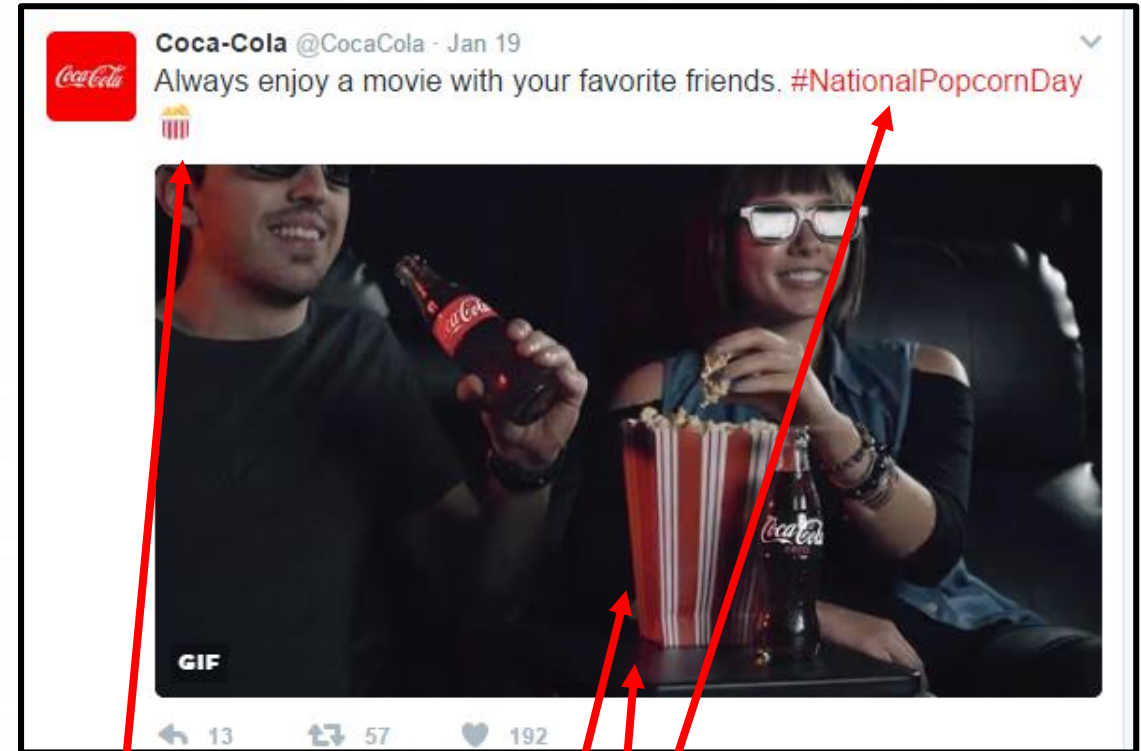 Coca-Cola
Coca-Cola @CocaCola · Jan 19
Always enjoy a movie with your favorite friends. #NationalPopcornDay
🍿
Coca-Cola
Coca-Cola
GIF
13 57 192